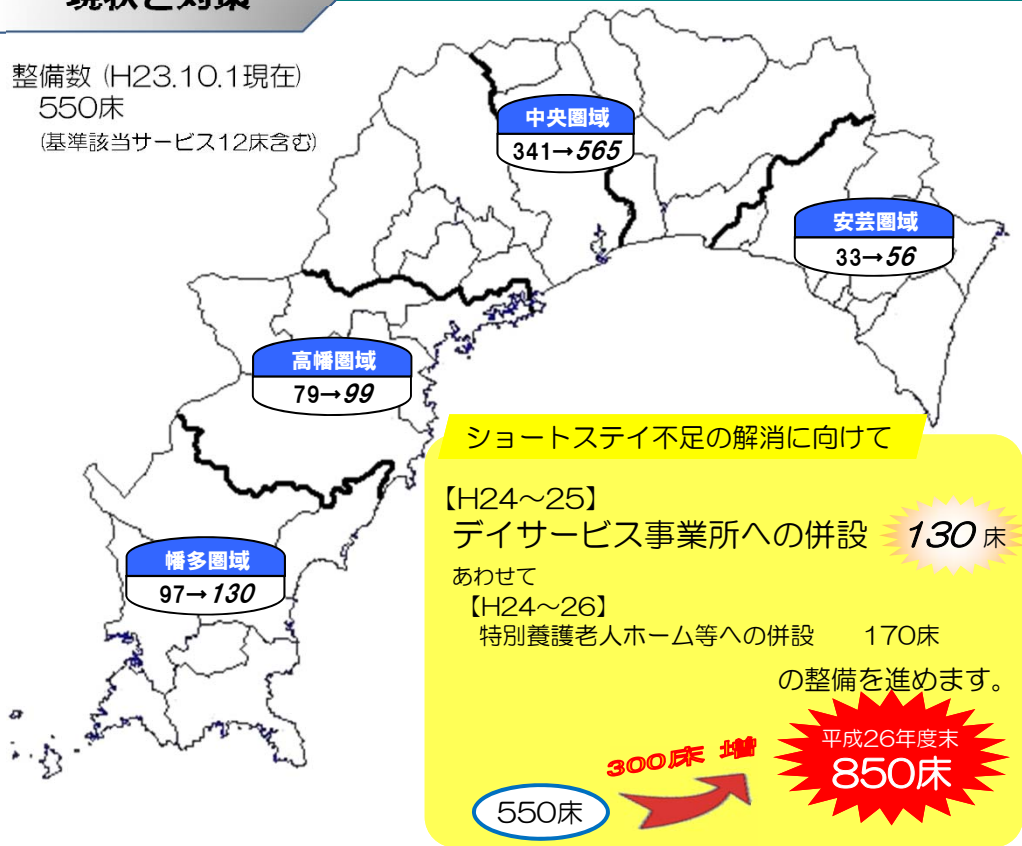 現状と対策
整備数 (H23.10.1現在)
550床
(基準該当サービス12床含む)
中央圏域
341→565
安芸圏域
33→56
高幡圏域
79→99
幡多圏域
97→130
ショートステイ不足の解消に向けて
【H24～25】
デイサービス事業所への併設 130床
あわせて
【H24～26】
特別養護老人ホーム等への併設 170床
の整備を進めます。
300床 増
平成26年度末
850床
550床